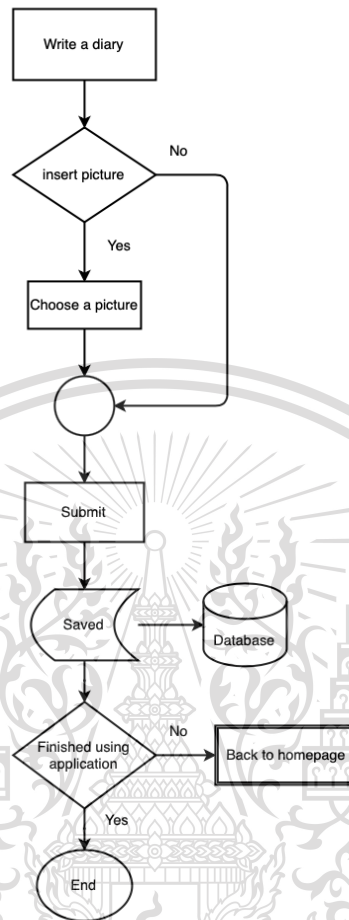 Write a diary
insert picture
No
Yes
Choose a picture
Submit
Saved
Database
Finished using
application
No
Back to homepage
Yes
End